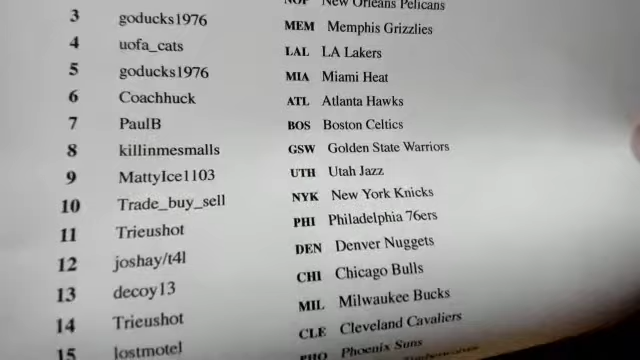 3 goducks1976 NOP New Orleans Pelicans
4 uofa_cats MEM Memphis Grizzlies
5 goducks1976 LAL LA Lakers
6 Coachhuck MIA Miami Heat
7 PaulB ATL Atlanta Hawks
8 killinmesmalls BOS Boston Celtics
9 MattyIce1103 GSW Golden State Warriors
10 Trade_buy_sell UTH Utah Jazz
11 Trieushot NYK New York Knicks
12 joshay/t4l PHI Philadelphia 76ers
13 decoy13 DEN Denver Nuggets
14 Trieushot CHI Chicago Bulls
15 lostmotel MIL Milwaukee Bucks
CLE Cleveland Cavaliers
PHO Phoenix Suns